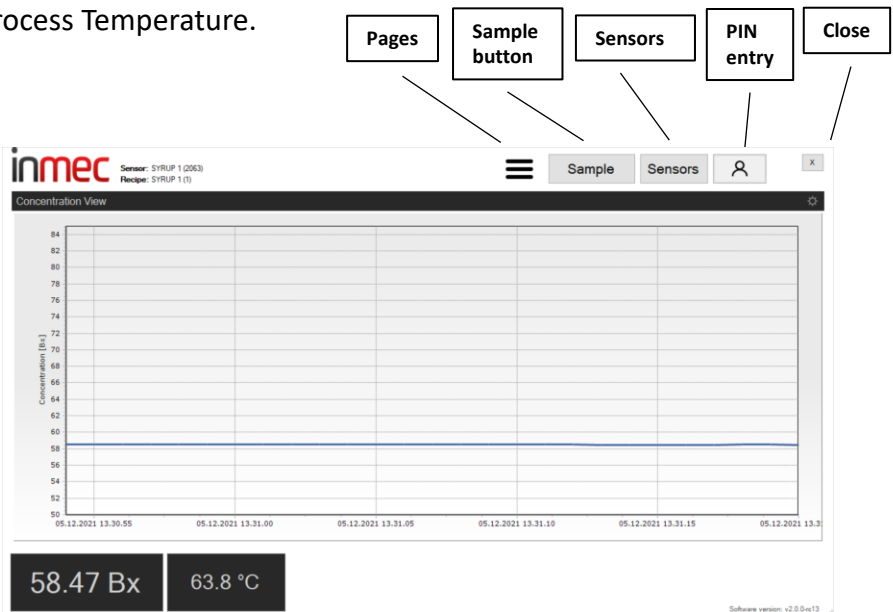 rocess Temperature.
Pages
Sample
button
Sensors
PIN
entry
Close
inmec
Sensor: SYRUP 1 (2063)
Recipe: SYRUP 1 (1)
Sample
Sensors
X
Concentration View
84
82
80
78
76
74
72
70
68
66
64
62
60
58
56
54
52
50
Concentration [Bx]
05.12.2021 13.30.55
05.12.2021 13.31.00
05.12.2021 13.31.05
05.12.2021 13.31.10
05.12.2021 13.31.15
05.12.2021 13.3
58.47 Bx
63.8 °C
Software version: v2.0.0-rc13